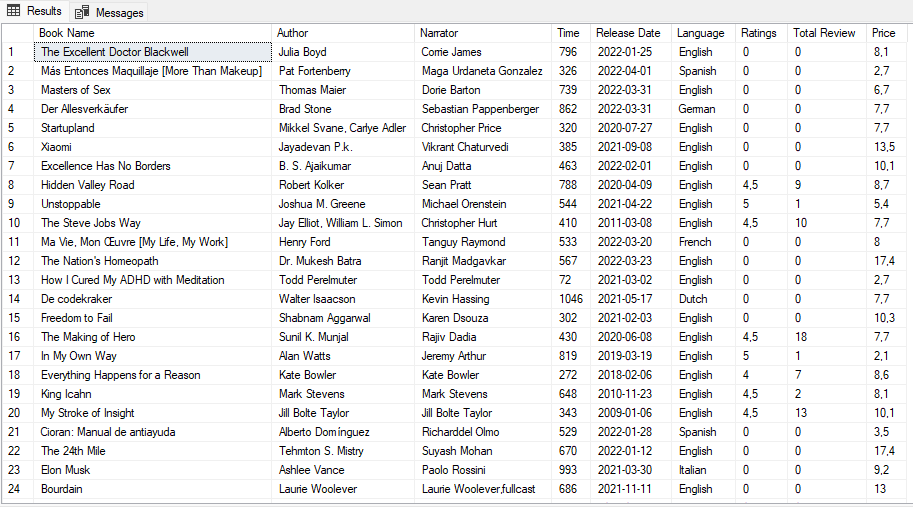 Results Messages
Book Name Author Narrator Time Release Date Language Ratings Total Review Price
1 The Excellent Doctor Blackwell Julia Boyd Corrie James 796 2022-01-25 English 0 0 8,1
2 Más Entonces Maquillaje [More Than Makeup] Pat Fortenberry Maga Urdaneta Gonzalez 326 2022-04-01 Spanish 0 0 2,7
3 Masters of Sex Thomas Maier Dorie Barton 739 2022-03-31 English 0 0 6,7
4 Der Allesverkäufer Brad Stone Sebastian Pappenberger 862 2022-03-31 German 0 0 7,7
5 Startupland Mikkel Svane, Carlye Adler Christopher Price 320 2020-07-27 English 0 0 7,7
6 Xiaomi Jayadevan P.k. Vikrant Chaturvedi 385 2021-09-08 English 0 0 13,5
7 Excellence Has No Borders B. S. Ajaikumar Anuj Datta 463 2022-02-01 English 0 0 10,1
8 Hidden Valley Road Robert Kolker Sean Pratt 788 2020-04-09 English 4,5 9 8,7
9 Unstoppable Joshua M. Greene Michael Orenstein 544 2021-04-22 English 5 1 5,4
10 The Steve Jobs Way Jay Elliot, William L. Simon Christopher Hurt 410 2011-03-08 English 4,5 10 7,7
11 Ma Vie, Mon Œuvre [My Life, My Work] Henry Ford Tanguy Raymond 533 2022-03-20 French 0 0 8
12 The Nation's Homeopath Dr. Mukesh Batra Ranjit Madgavkar 567 2022-03-23 English 0 0 17,4
13 How I Cured My ADHD with Meditation Todd Perelmuter Todd Perelmuter 72 2021-03-02 English 0 0 2,7
14 De codekraker Walter Isaacson Kevin Hassing 1046 2021-05-17 Dutch 0 0 7,7
15 Freedom to Fail Shabnam Aggarwal Karen Dsouza 302 2021-02-03 English 0 0 10,3
16 The Making of Hero Sunil K. Munjal Rajiv Dadia 430 2020-06-08 English 4,5 18 7,7
17 In My Own Way Alan Watts Jeremy Arthur 819 2019-03-19 English 5 1 2,1
18 Everything Happens for a Reason Kate Bowler Kate Bowler 272 2018-02-06 English 4 7 8,6
19 King Icahn Mark Stevens Mark Stevens 648 2010-11-23 English 4,5 2 8,1
20 My Stroke of Insight Jill Bolte Taylor Jill Bolte Taylor 343 2009-01-06 English 4,5 13 10,1
21 Cioran: Manual de antiayuda Alberto Domínguez Richarddel Olmo 529 2022-01-28 Spanish 0 0 3,5
22 The 24th Mile Tehmton S. Mistry Suyash Mohan 670 2022-01-12 English 0 0 17,4
23 Elon Musk Ashlee Vance Paolo Rossini 993 2021-03-30 Italian 0 0 9,2
24 Bourdain Laurie Woolever Laurie Woolever,fullcast 686 2021-11-11 English 0 0 13